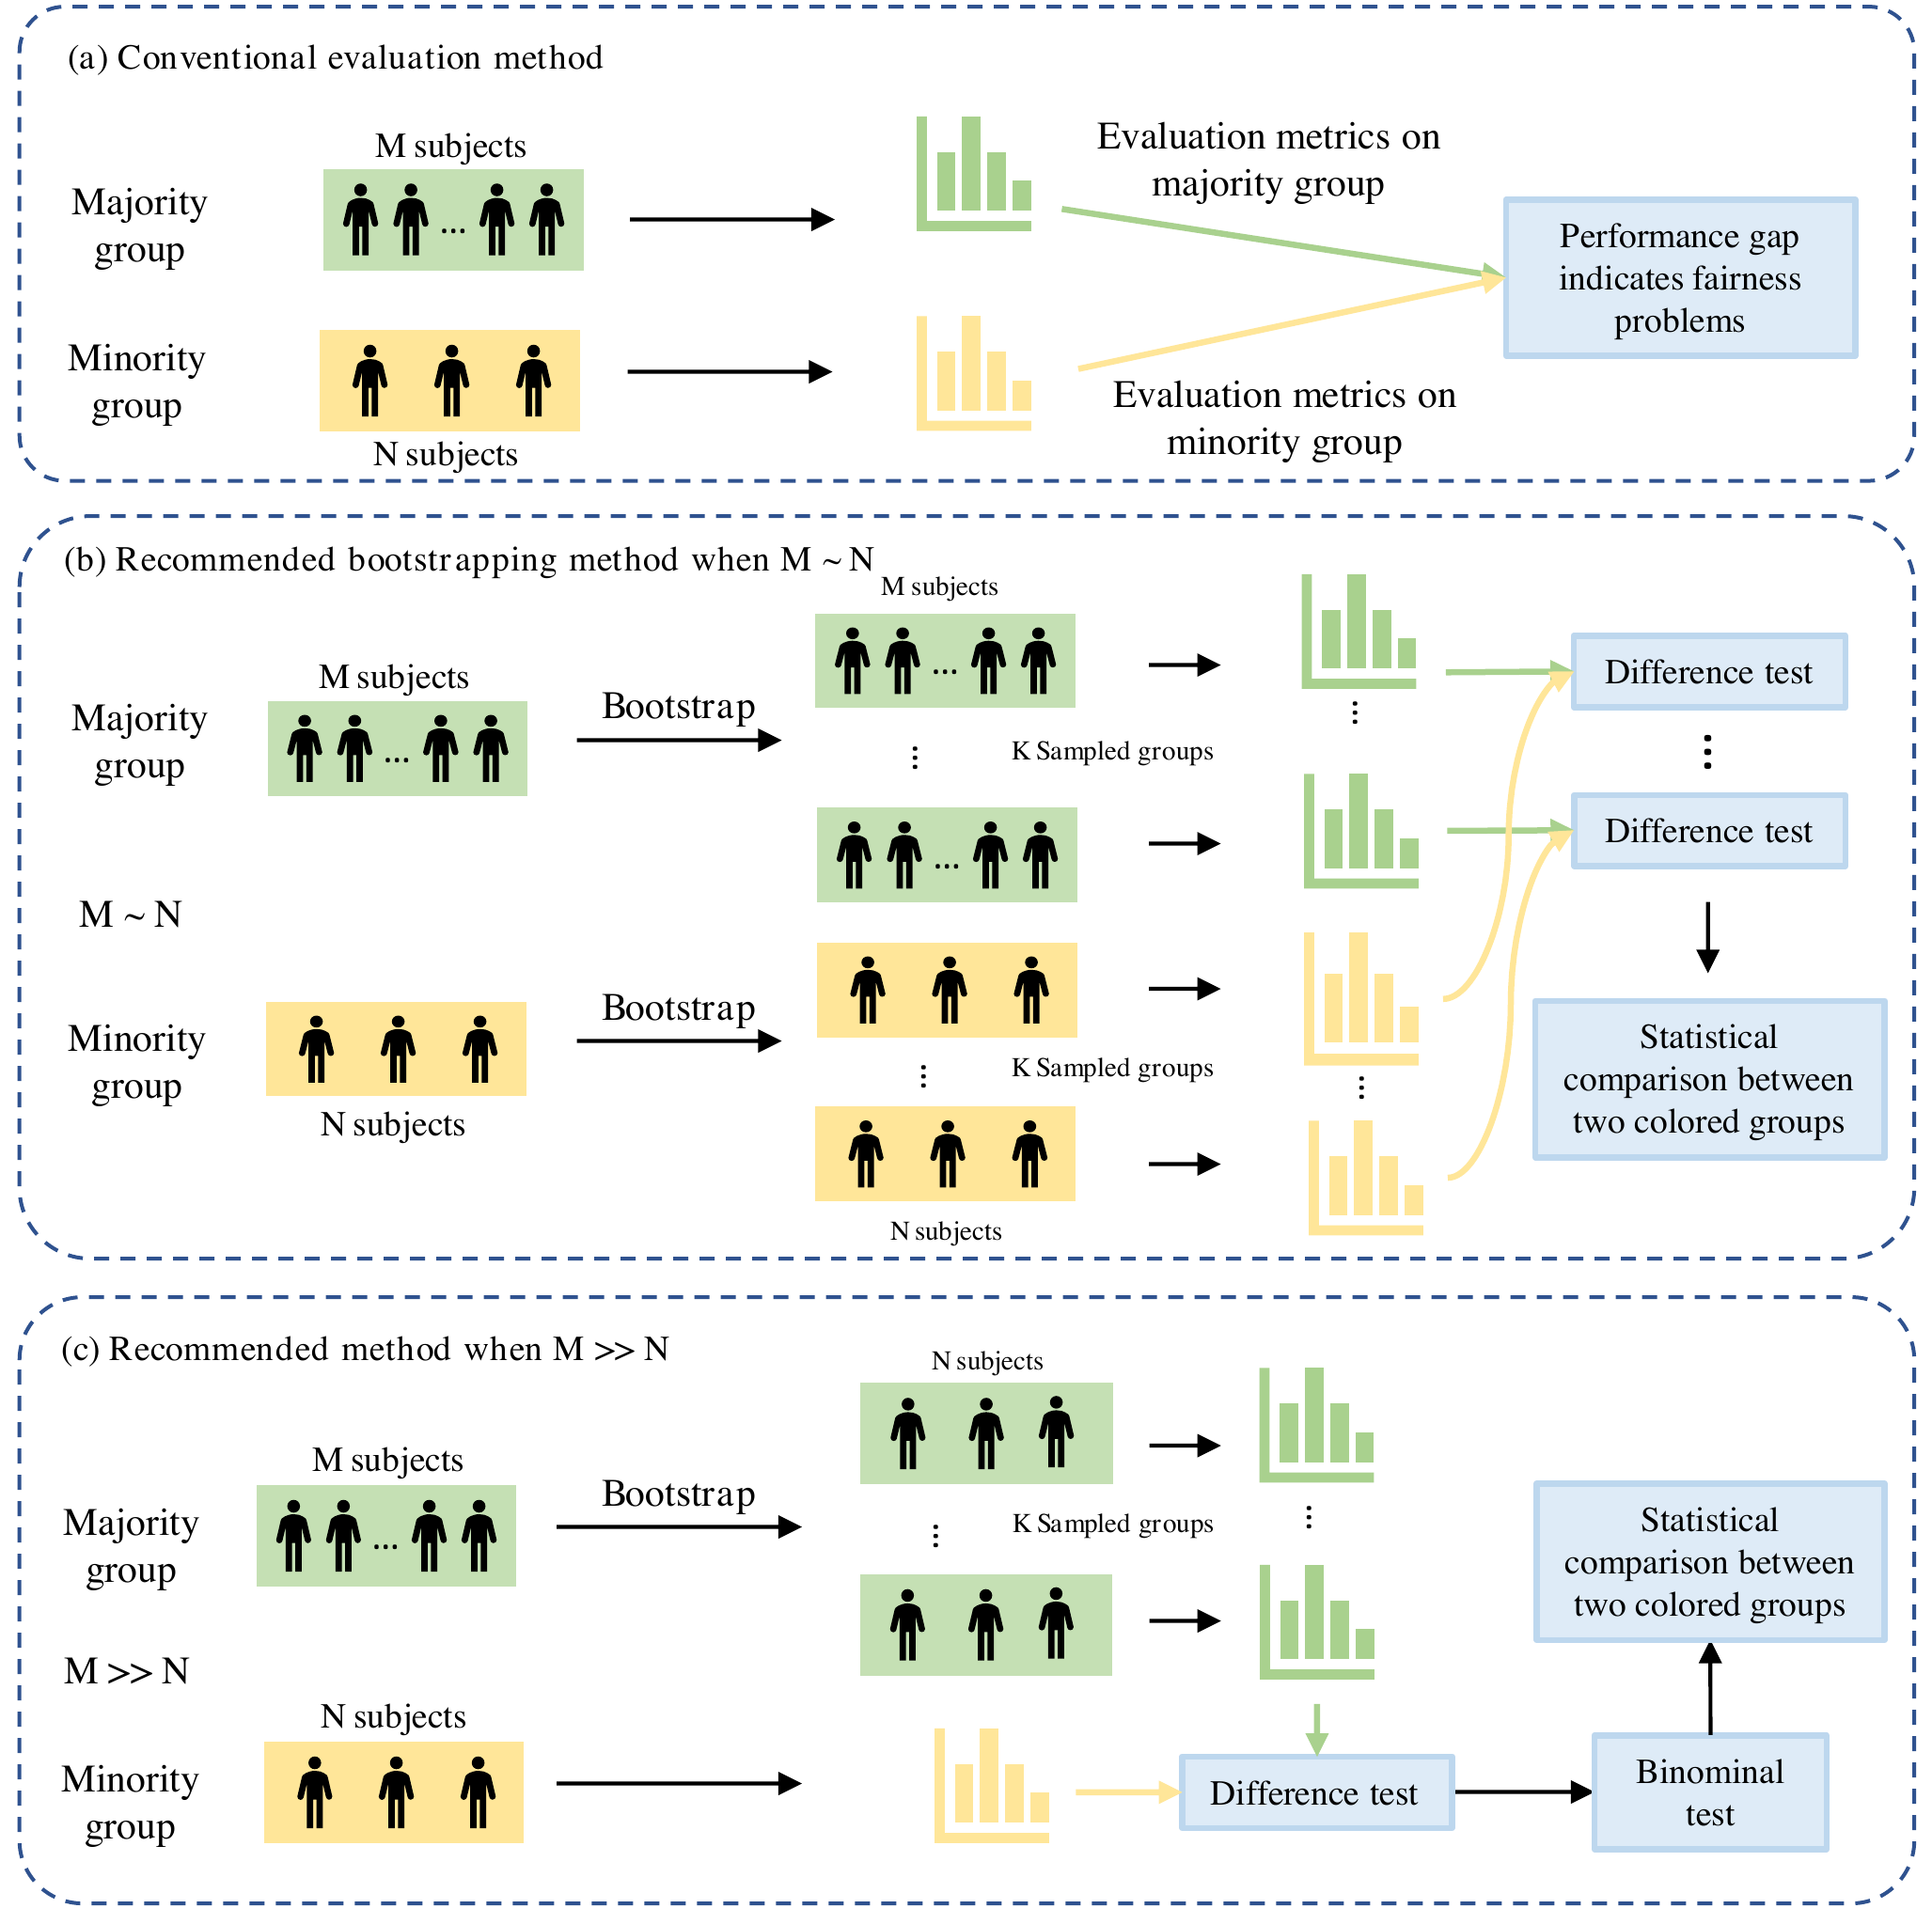 (a) Conventional evaluation method
M subjects
Majority
group
Evaluation metrics on
majority group
Performance gap
indicates fairness
problems
Minority
group
N subjects
Evaluation metrics on
minority group
(b) Recommended bootstrapping method when M ~ N
M subjects
M subjects
Majority
group
...
Bootstrap
...
K Sampled groups
...
Difference test
Difference test
M ~ N
Minority
group
N subjects
Bootstrap
K Sampled groups
N subjects
Statistical
comparison between
two colored groups
(c) Recommended method when M >> N
N subjects
M subjects
Majority
group
...
Bootstrap
K Sampled groups
Statistical
comparison between
two colored groups
M >> N
N subjects
Minority
group
Difference test
Binominal
test